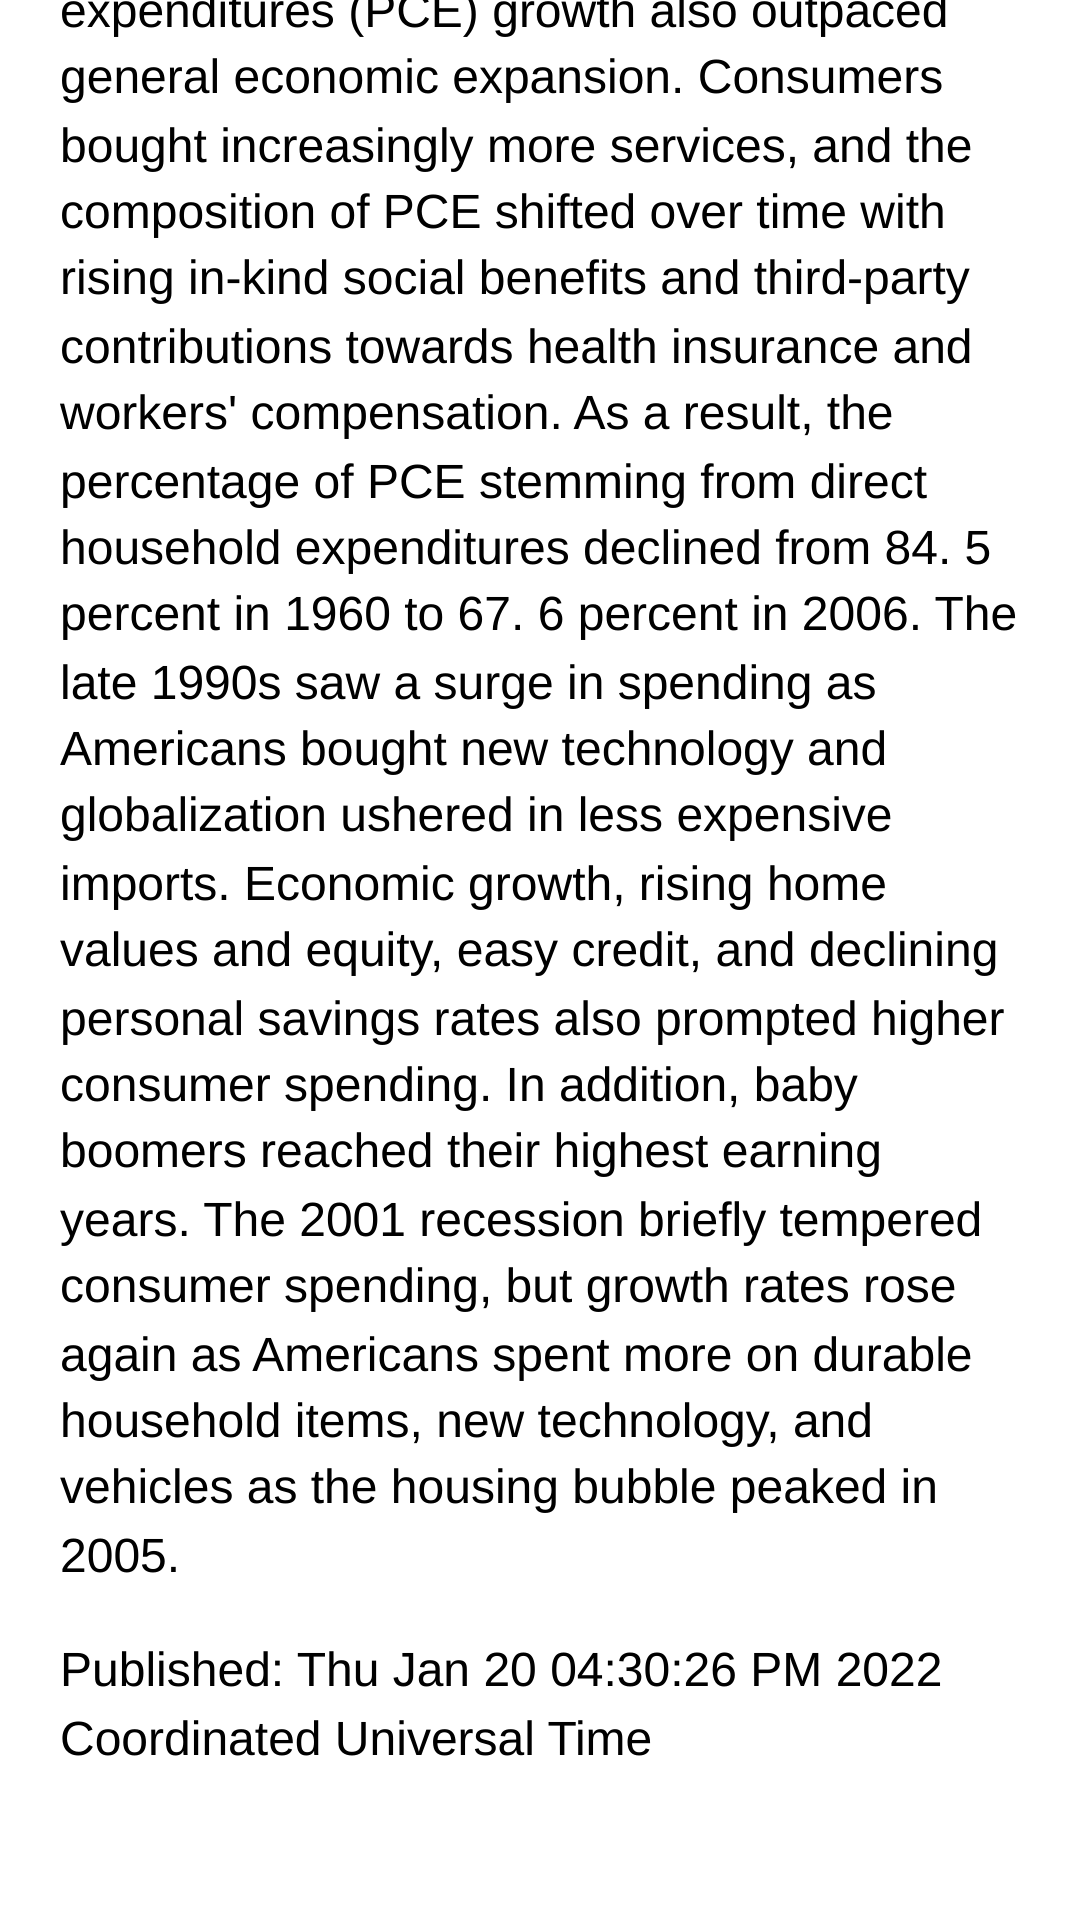 expenditures (PCE) growth also outpaced
general economic expansion. Consumers
bought increasingly more services, and the
composition of PCE shifted over time with
rising in-kind social benefits and third-party
contributions towards health insurance and
workers' compensation. As a result, the
percentage of PCE stemming from direct
household expenditures declined from 84. 5
percent in 1960 to 67. 6 percent in 2006. The
late 1990s saw a surge in spending as
Americans bought new technology and
globalization ushered in less expensive
imports. Economic growth, rising home
values and equity, easy credit, and declining
personal savings rates also prompted higher
consumer spending. In addition, baby
boomers reached their highest earning
years. The 2001 recession briefly tempered
consumer spending, but growth rates rose
again as Americans spent more on durable
household items, new technology, and
vehicles as the housing bubble peaked in
2005.
Published: Thu Jan 20 04:30:26 PM 2022
Coordinated Universal Time